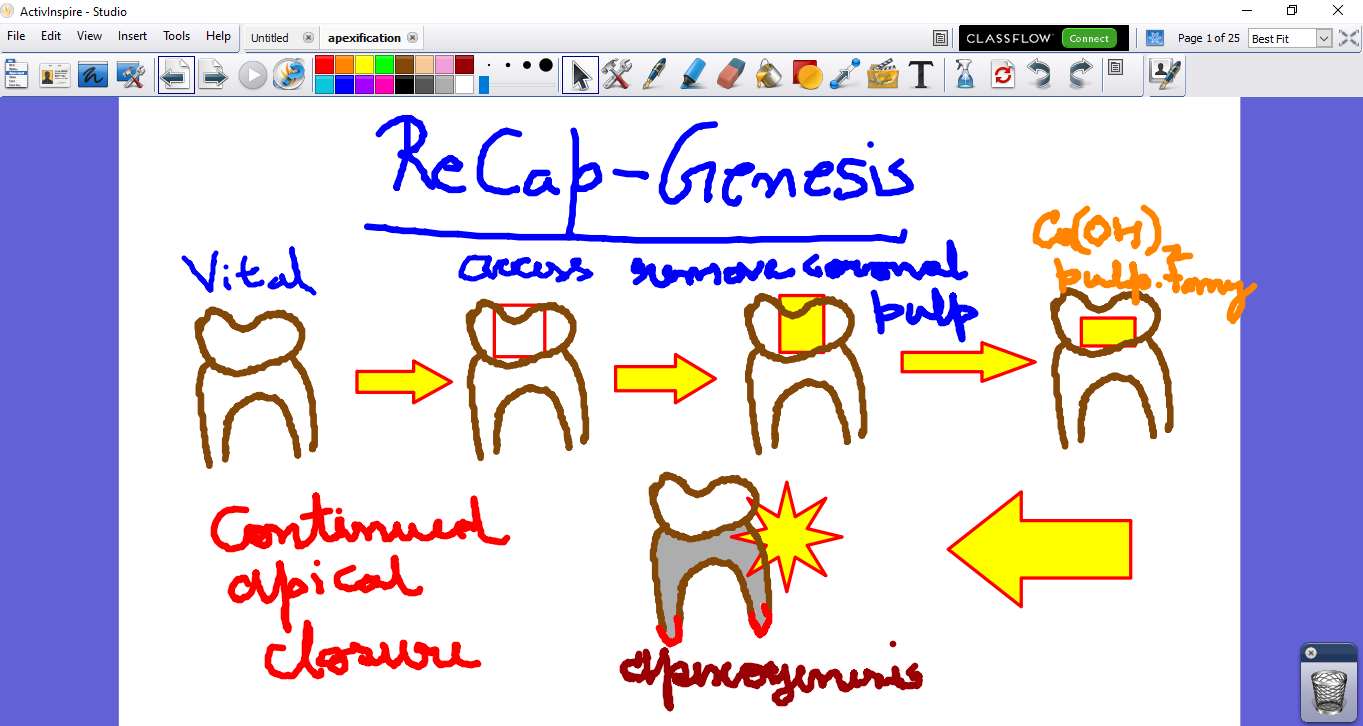 ActivInspire - Studio
File Edit View Insert Tools Help
Untitled apexification
CLASSFLOW Connect
Page 1 of 25 Best Fit
T
ReCap-Genesis
Vital
access
remove coronal
pulp
Ca(OH)2
pulpotomy
Continued
apical
closure
apexogenesis